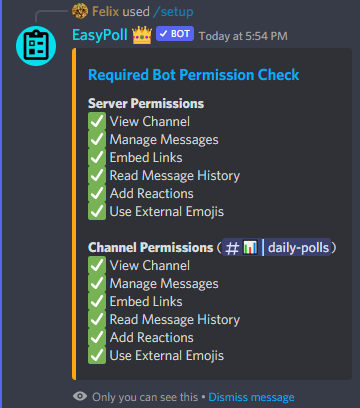 Felix used /setup
EasyPoll 👑 ✓ BOT Today at 5:54 PM
Required Bot Permission Check
Server Permissions
✅ View Channel
✅ Manage Messages
✅ Embed Links
✅ Read Message History
✅ Add Reactions
✅ Use External Emojis
Channel Permissions (# 📊│daily-polls)
✅ View Channel
✅ Manage Messages
✅ Embed Links
✅ Read Message History
✅ Add Reactions
✅ Use External Emojis
Only you can see this • Dismiss message